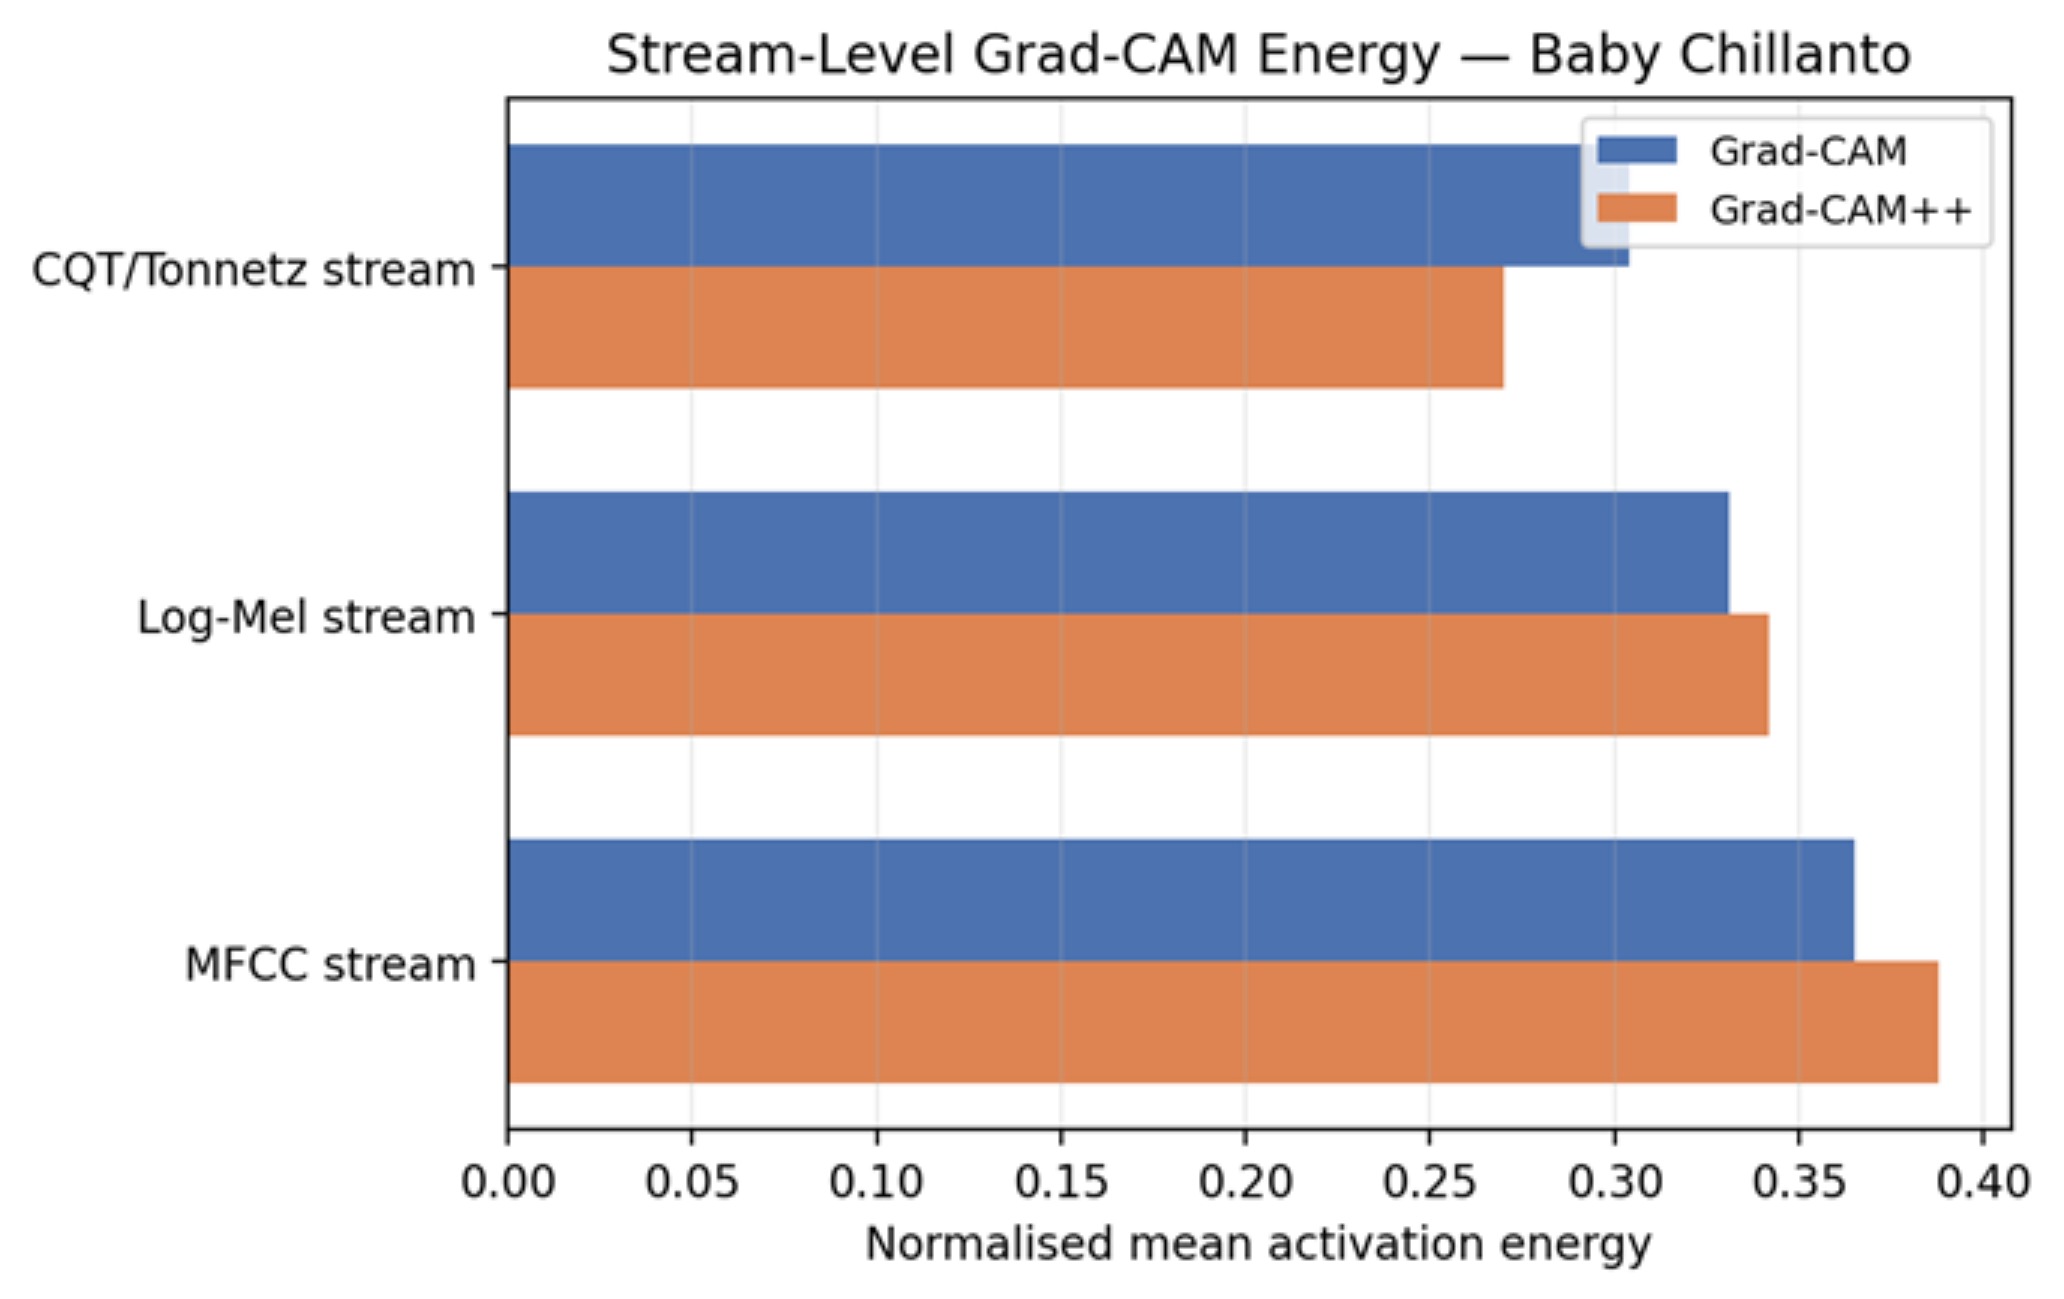 Stream-Level Grad-CAM Energy — Baby Chillanto
Grad-CAM
Grad-CAM++
CQT/Tonnetz stream
Log-Mel stream
MFCC stream
0.00 0.05 0.10 0.15 0.20 0.25 0.30 0.35 0.40
Normalised mean activation energy